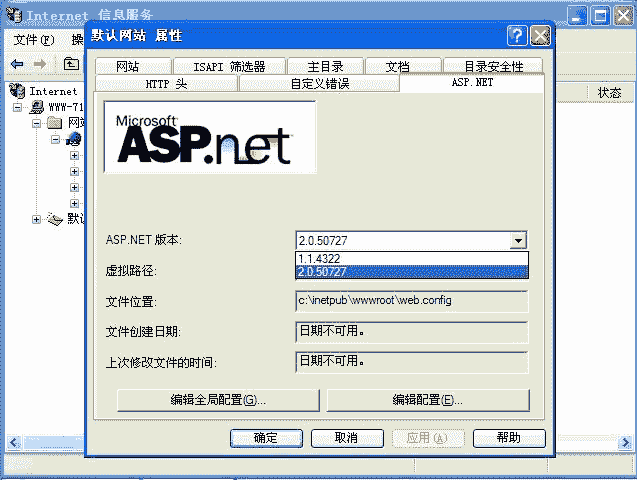 Internet 信息服务
文件(F)
Internet
WWW-71
网站
默认网站 属性
网站 ISAPI 筛选器 主目录 文档 目录安全性
HTTP 头 自定义错误 ASP.NET
状态
Microsoft
ASP.net
ASP.NET 版本: 2.0.50727
1.1.4322
虚拟路径: 2.0.50727
文件位置: c:\inetpub\wwwroot\web.config
文件创建日期: 日期不可用。
上次修改文件的时间: 日期不可用。
编辑全局配置(G)... 编辑配置(E)...
确定 取消 应用(A) 帮助